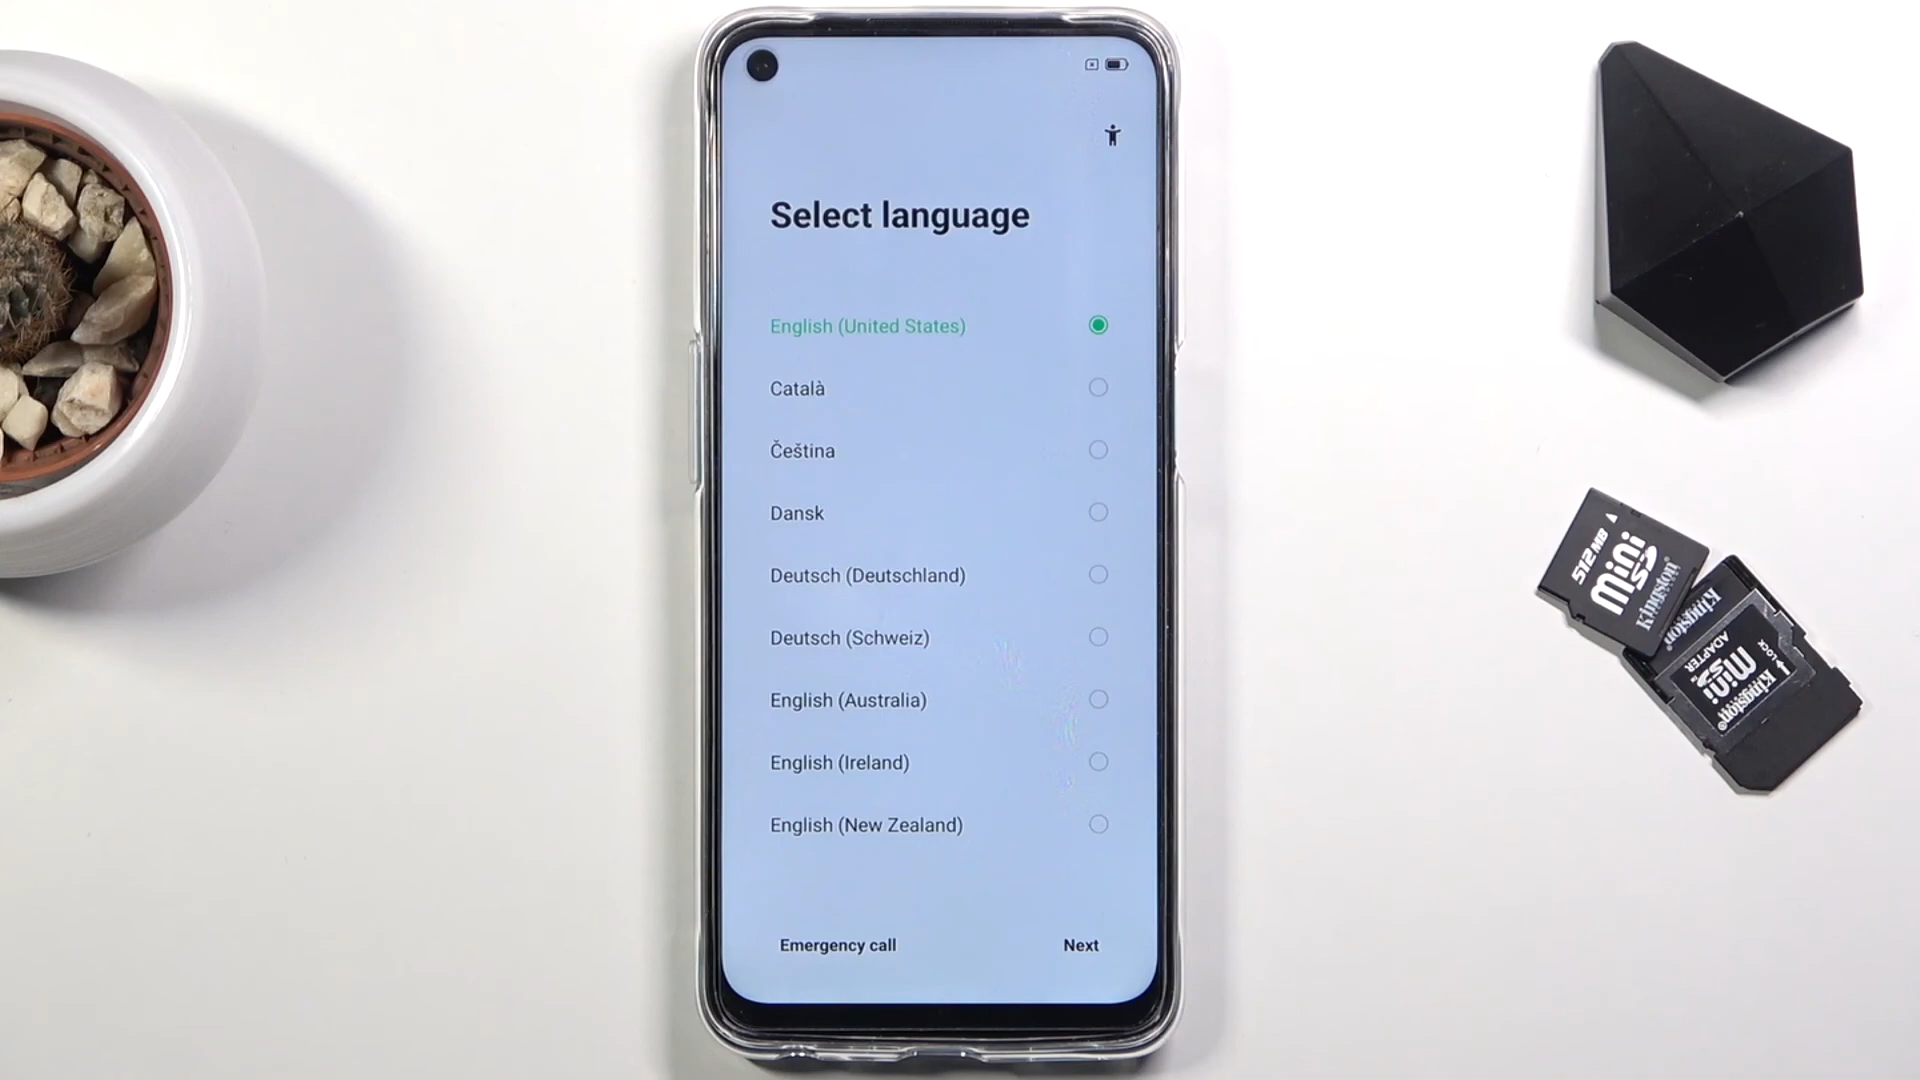 Select language
English (United States)
Català
Čeština
Dansk
Deutsch (Deutschland)
Deutsch (Schweiz)
English (Australia)
English (Ireland)
English (New Zealand)
Emergency call
Next
512 MB
mini
SD
Kingston
Kingston
ADAPTER
mini
SD
LOCK
Kingston